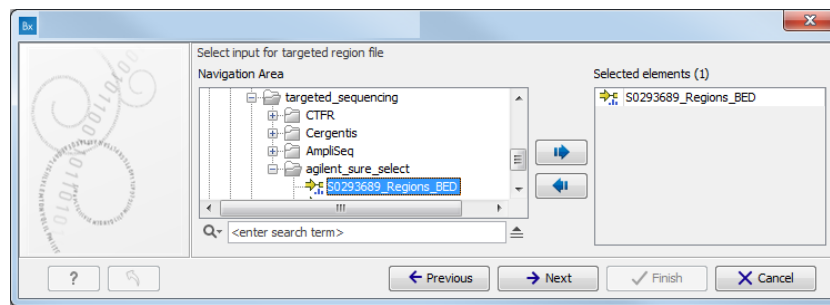 Bx
Select input for targeted region file
Navigation Area
targeted_sequencing
CTFR
Cergentis
AmpliSeq
agilent_sure_select
S0293689_Regions_BED
<enter search term>
Selected elements (1)
S0293689_Regions_BED
?
Previous
Next
Finish
Cancel